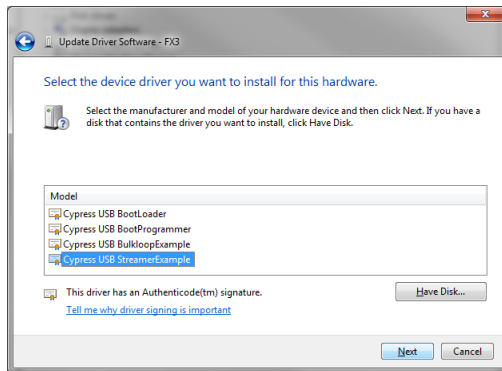 Update Driver Software - FX3
Select the device driver you want to install for this hardware.
Select the manufacturer and model of your hardware device and then click Next. If you have a
disk that contains the driver you want to install, click Have Disk.
Model
Cypress USB BootLoader
Cypress USB BootProgrammer
Cypress USB BulkloopExample
Cypress USB StreamerExample
This driver has an Authenticode(tm) signature.
Have Disk...
Tell me why driver signing is important
Next
Cancel